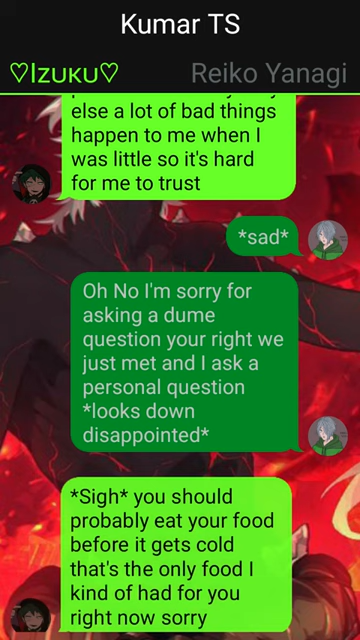 Kumar TS
♡Izuku♡
Reiko Yanagi
else a lot of bad things
happen to me when I
was little so it's hard
for me to trust
*sad*
Oh No I'm sorry for
asking a dume
question your right we
just met and I ask a
personal question
*looks down
disappointed*
*Sigh* you should
probably eat your food
before it gets cold
that's the only food I
kind of had for you
right now sorry